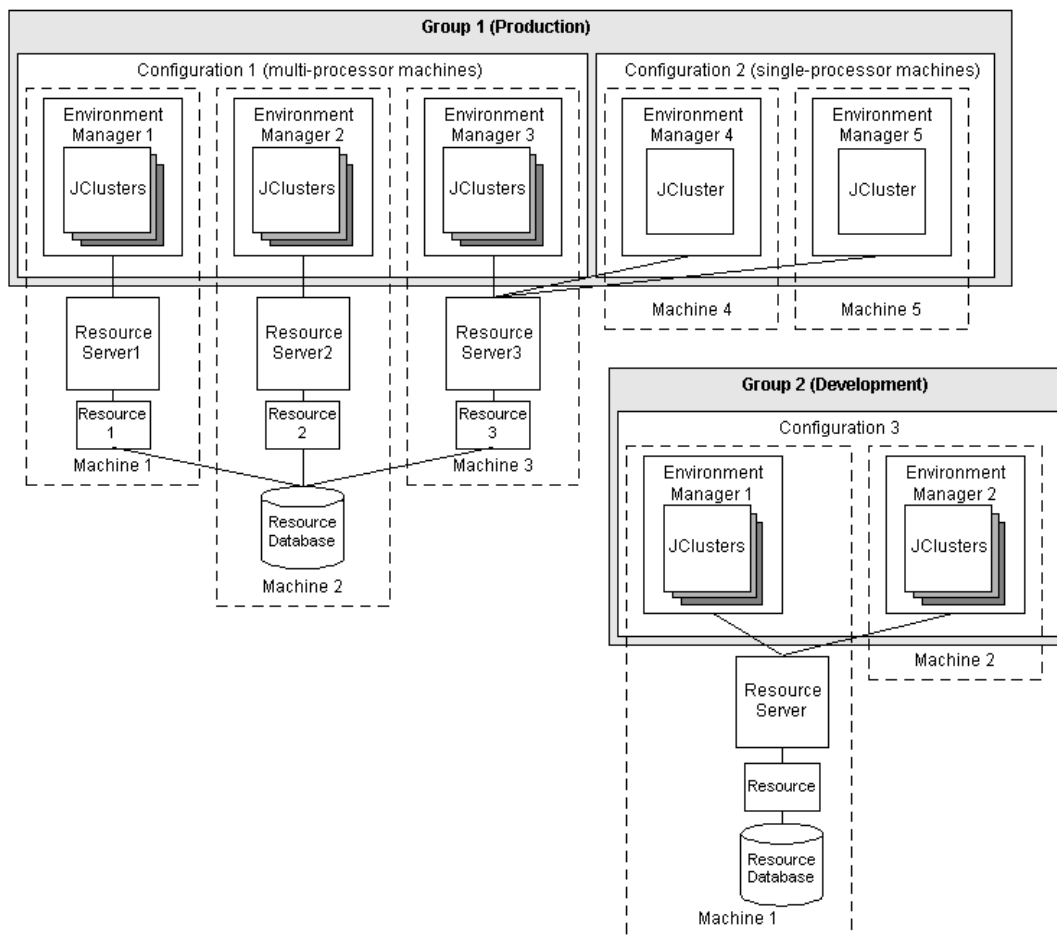 Group 1 (Production)
Configuration 1 (multi-processor machines)
Configuration 2 (single-processor machines)
Environment
Manager 1
JClusters
Environment
Manager 2
JClusters
Environment
Manager 3
JClusters
Environment
Manager 4
JCluster
Environment
Manager 5
JCluster
Machine 4
Machine 5
Resource
Server1
Resource
Server2
Resource
Server3
Resource
1
Resource
2
Resource
3
Machine 1
Machine 3
Resource
Database
Machine 2
Group 2 (Development)
Configuration 3
Environment
Manager 1
JClusters
Environment
Manager 2
JClusters
Machine 2
Resource
Server
Resource
Resource
Database
Machine 1